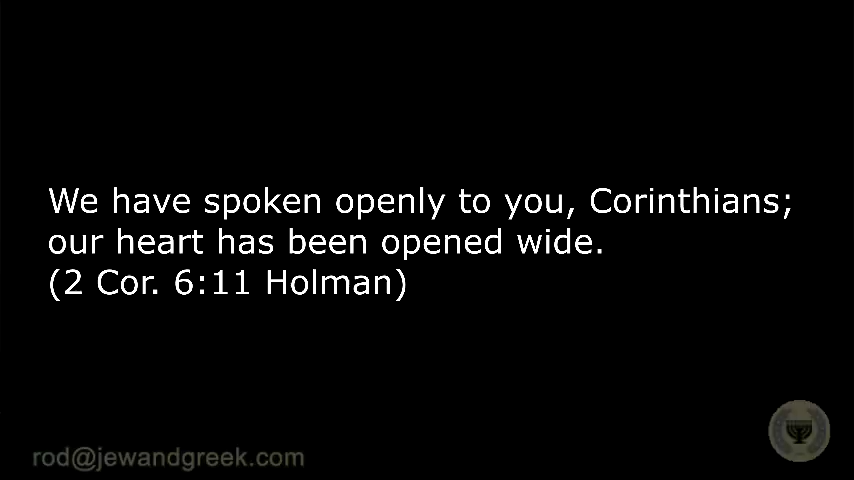 We have spoken openly to you, Corinthians;
our heart has been opened wide.
(2 Cor. 6:11 Holman)
rod@jewandgreek.com